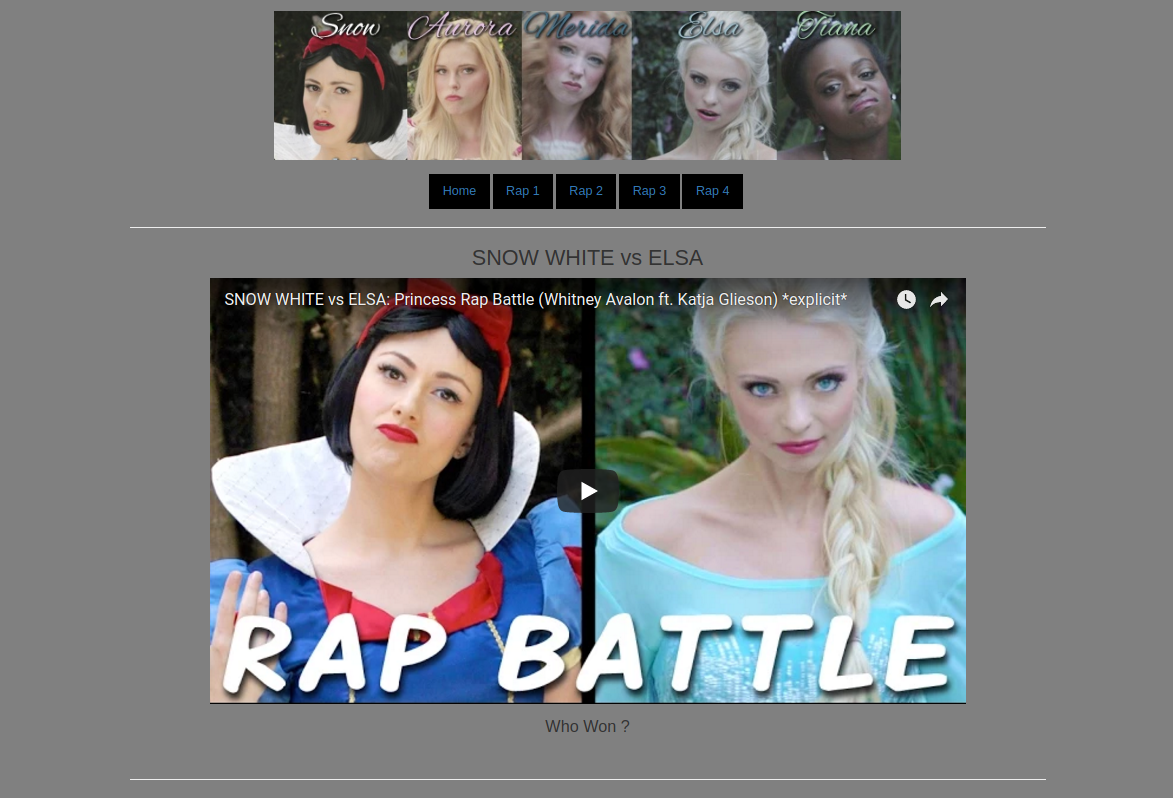 Snow Aurora Merida Elsa Tiana
Home Rap 1 Rap 2 Rap 3 Rap 4
SNOW WHITE vs ELSA
SNOW WHITE vs ELSA: Princess Rap Battle (Whitney Avalon ft. Katja Glieson) *explicit*
RAP BATTLE
Who Won ?